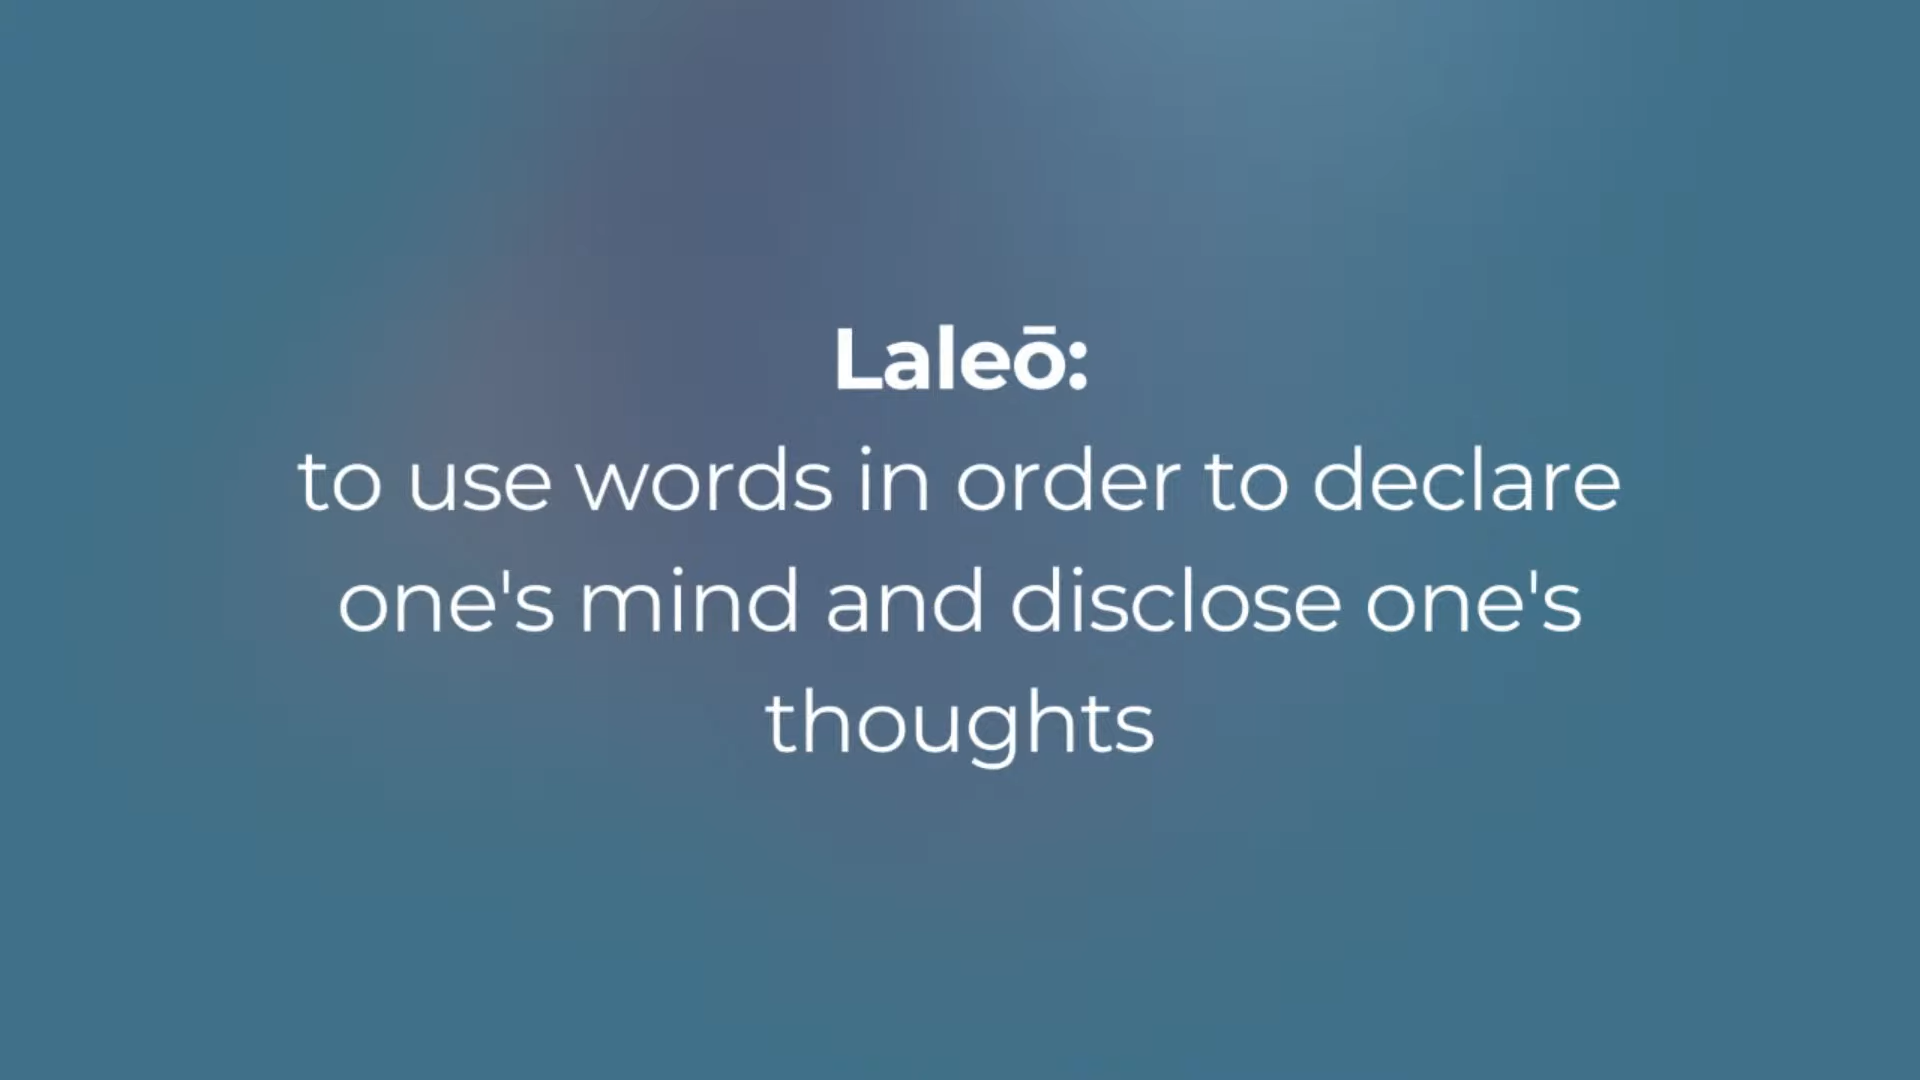 Laleō:
to use words in order to declare
one's mind and disclose one's
thoughts